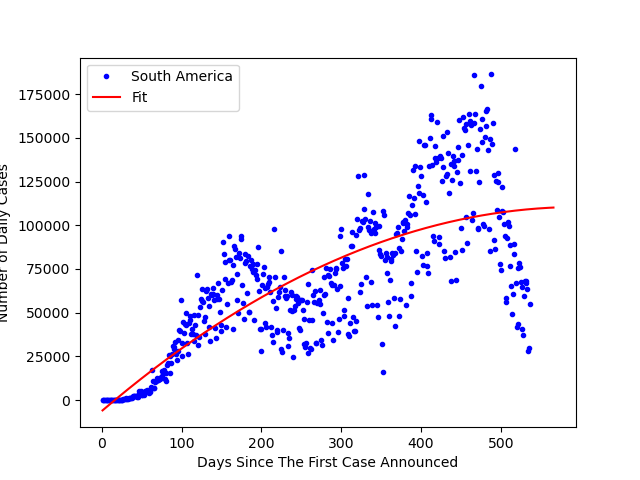 South America
Fit
175000
150000
125000
100000
75000
50000
25000
0
Number of Daily Cases
0 100 200 300 400 500
Days Since The First Case Announced